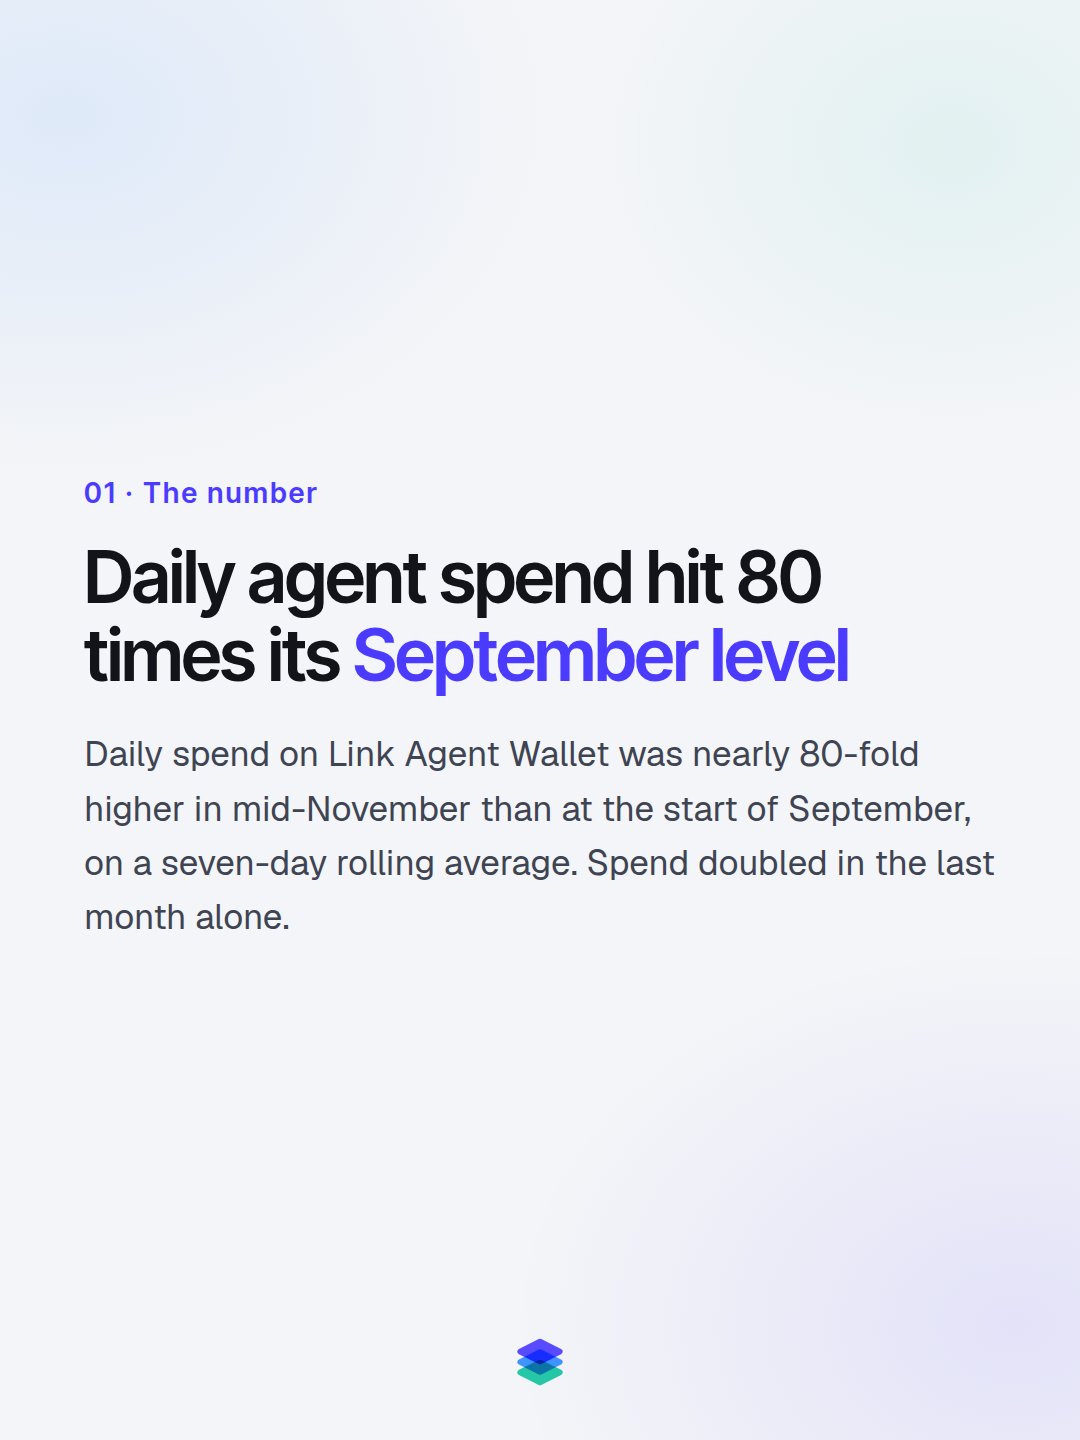 01 · The number
Daily agent spend hit 80
times its September level
Daily spend on Link Agent Wallet was nearly 80-fold
higher in mid-November than at the start of September,
on a seven-day rolling average. Spend doubled in the last
month alone.